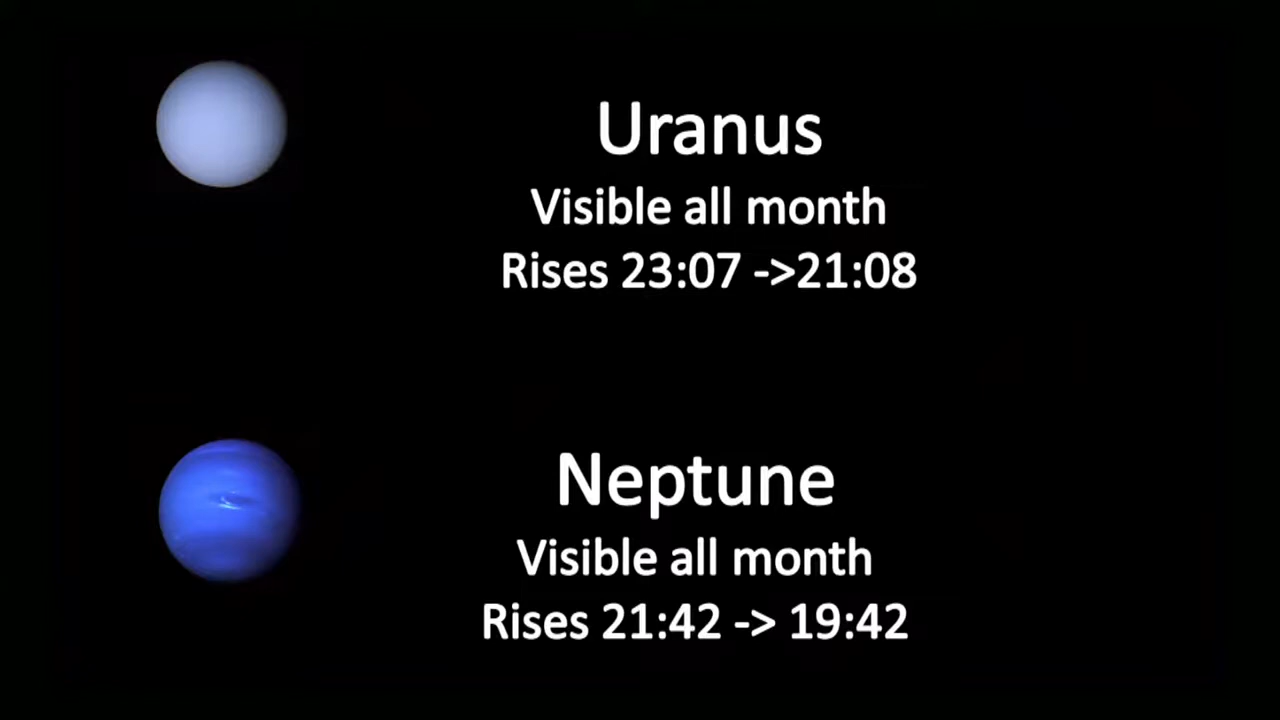 Uranus
Visible all month
Rises 23:07 ->21:08
Neptune
Visible all month
Rises 21:42 -> 19:42